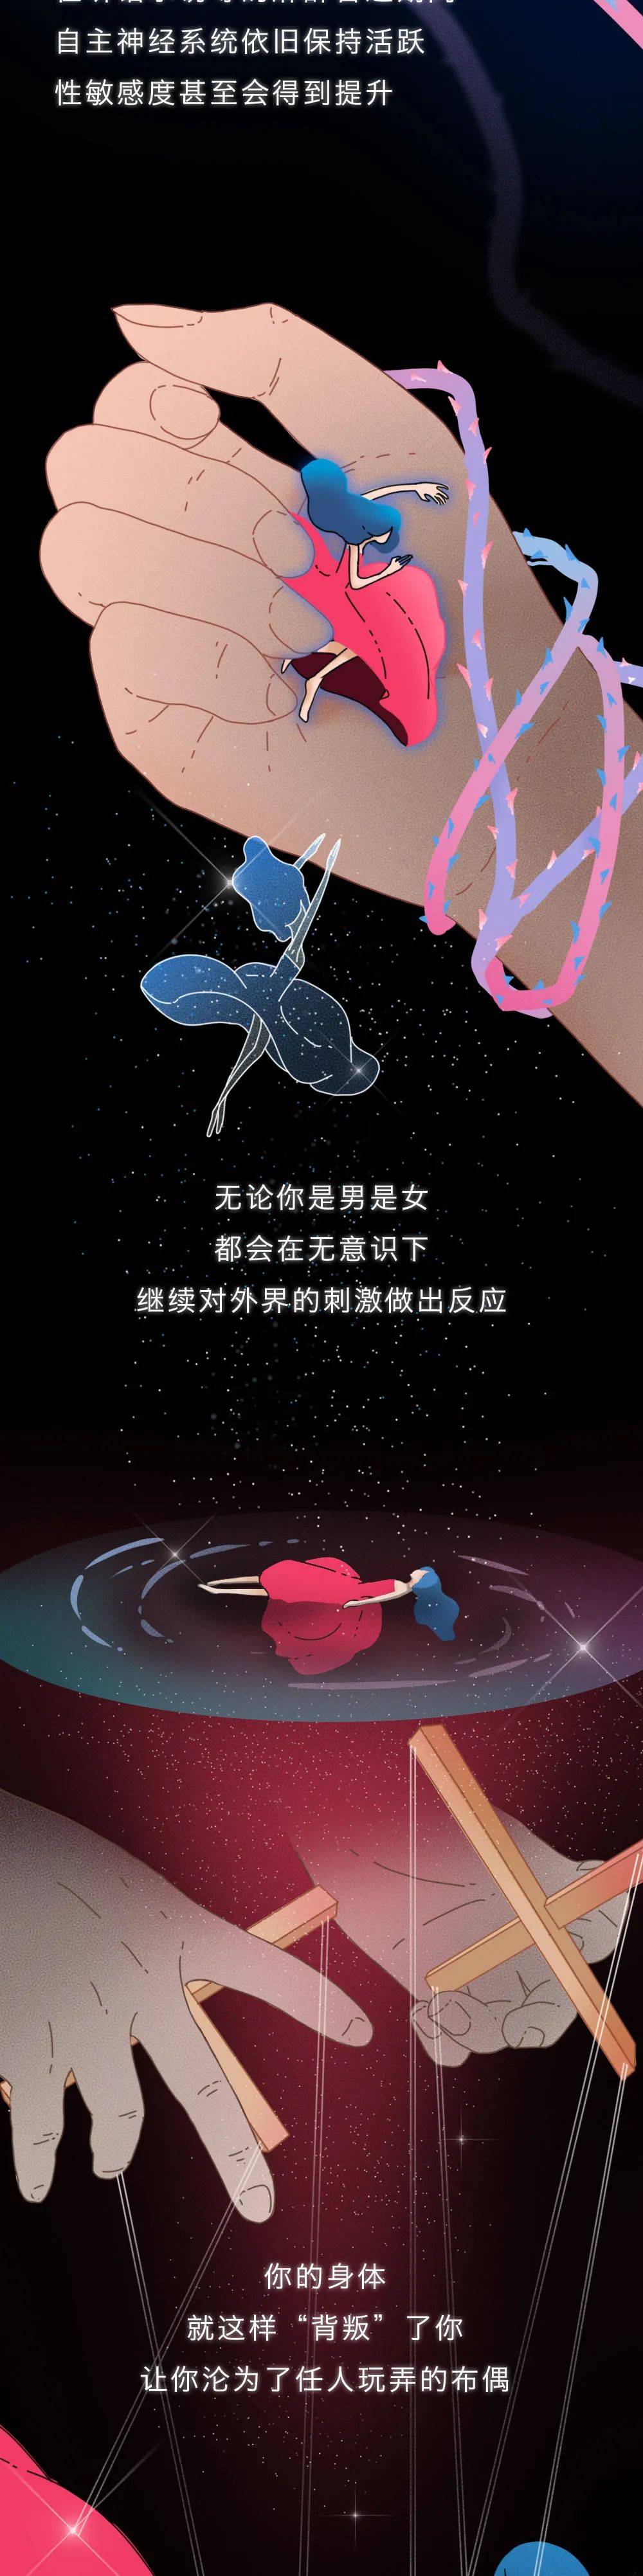 自主神经系统依旧保持活跃
性敏感度甚至会得到提升
无论你是男是女
都会在无意识下
继续对外界的刺激做出反应
你的身体
就这样“背叛”了你
让你沦为了任人玩弄的布偶